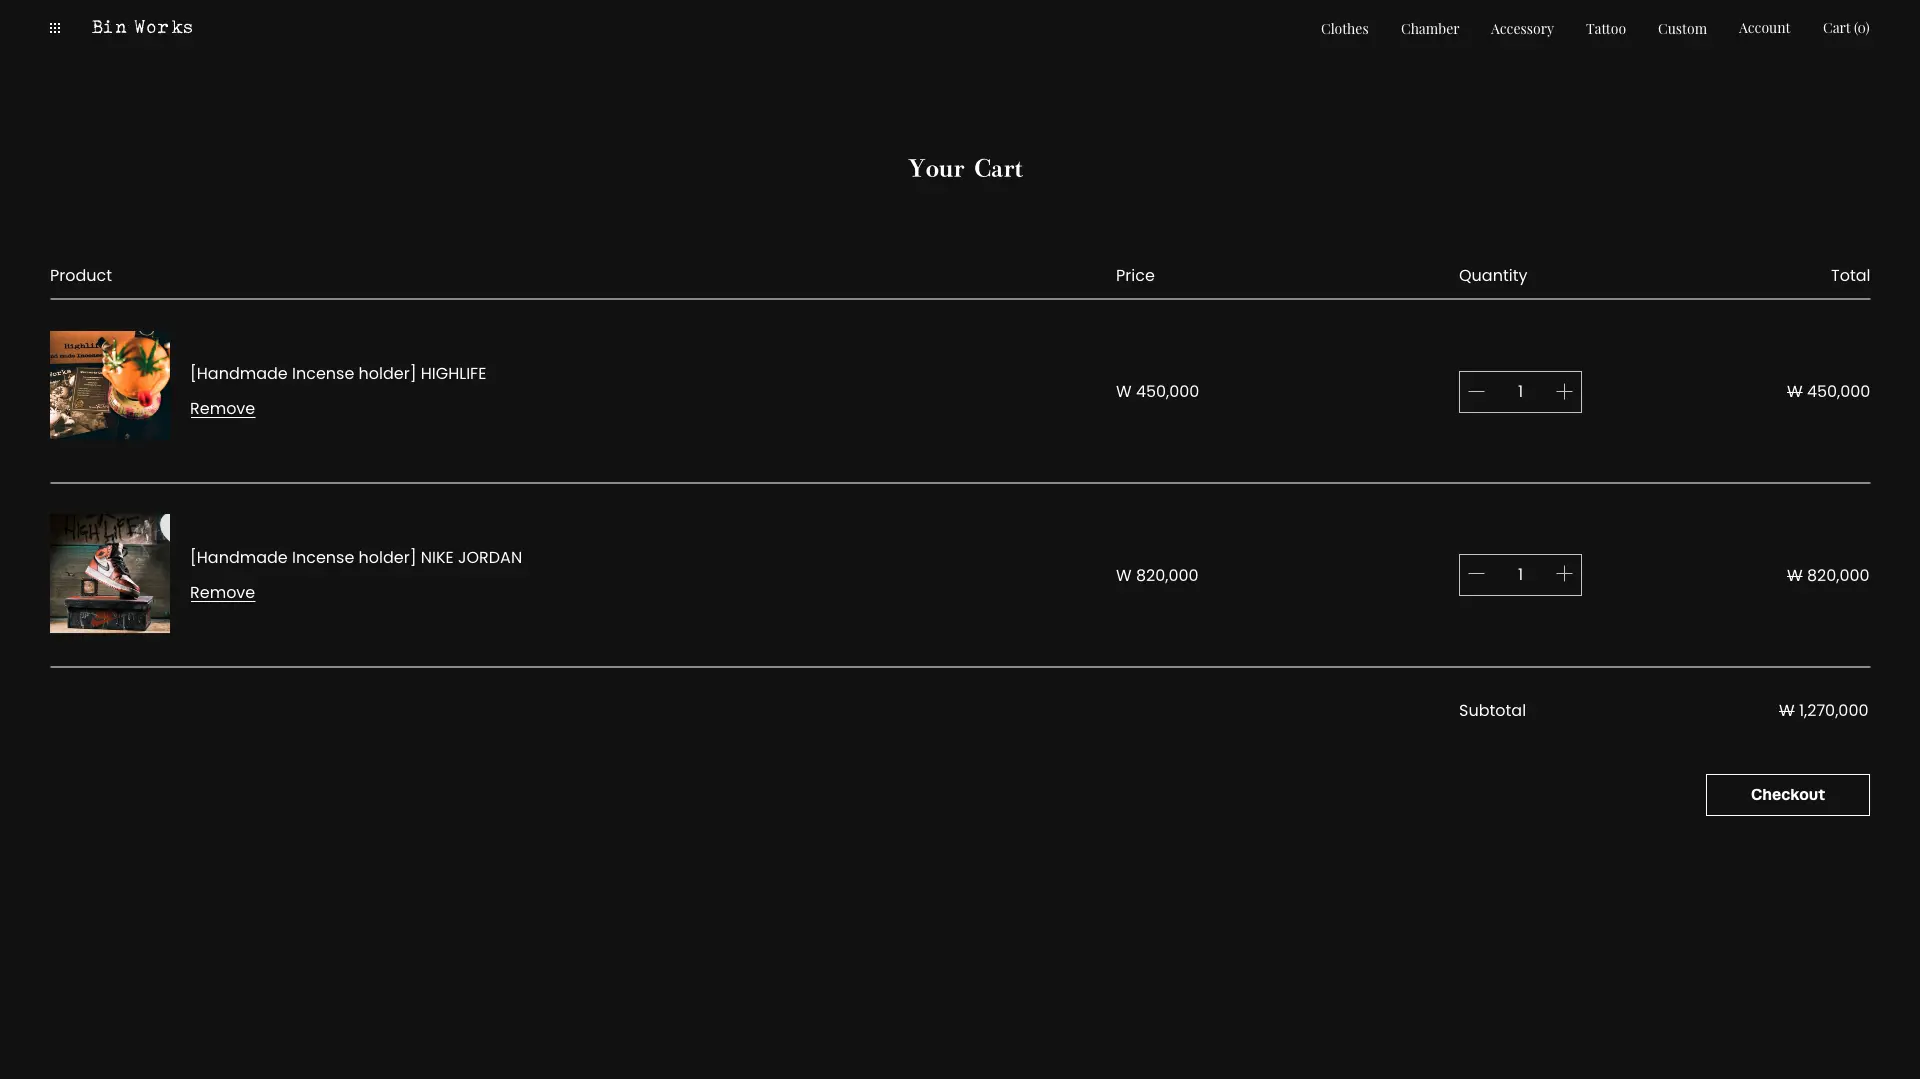 Bin Works
Clothes Chamber Accessory Tattoo Custom Account Cart (0)
Your Cart
Product Price Quantity Total
[Handmade Incense holder] HIGHLIFE
Remove
W 450,000
1
₩ 450,000
HIGH LIFE
[Handmade Incense holder] NIKE JORDAN
Remove
W 820,000
1
₩ 820,000
Subtotal ₩ 1,270,000
Checkout